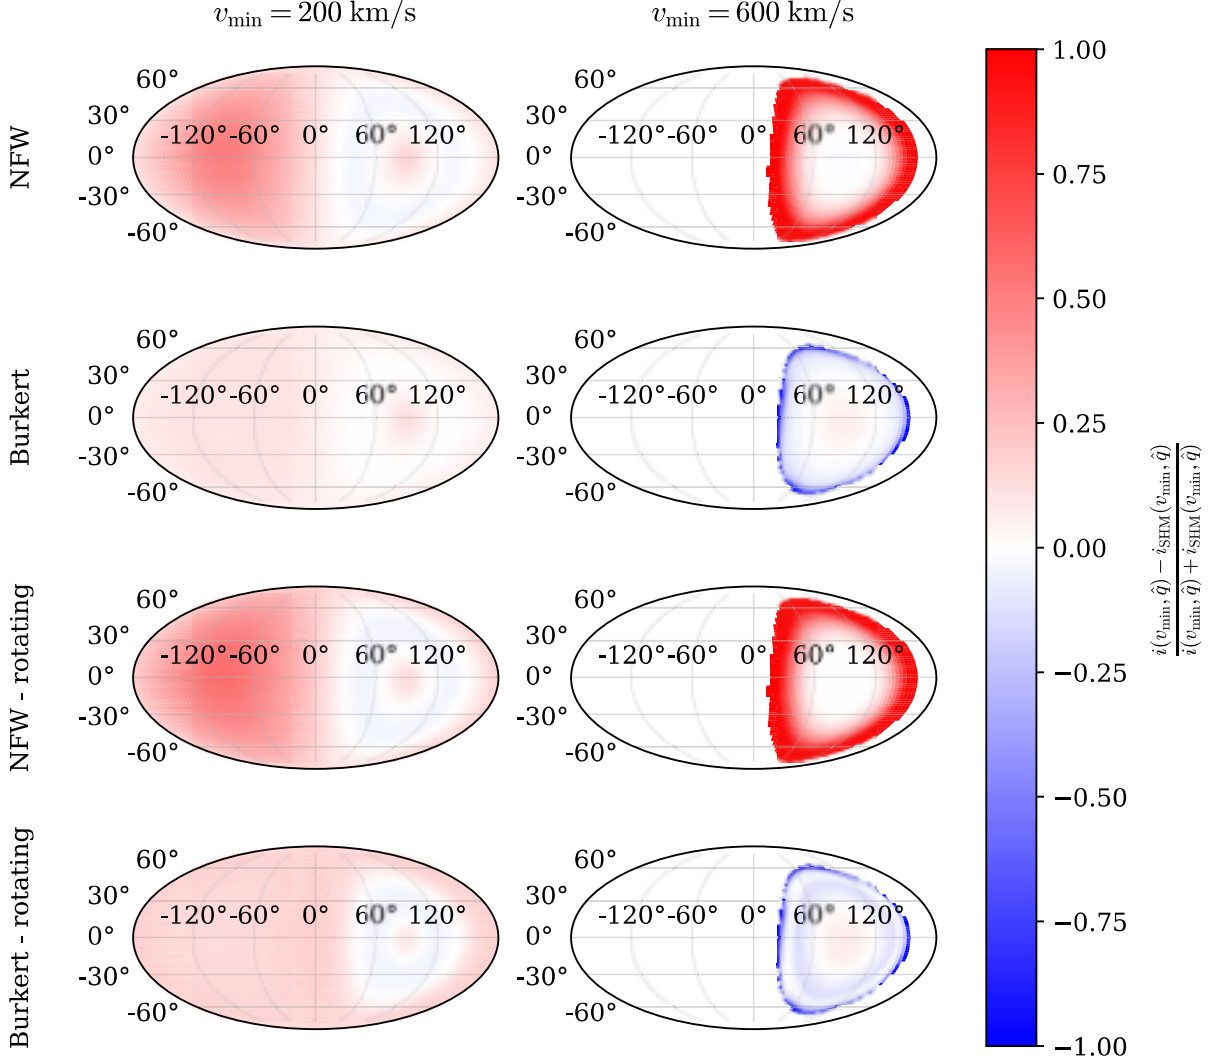 v_min = 200 km/s v_min = 600 km/s
NFW
60° 30° 0° -30° -60°
-120° -60° 0° 60° 120°
60° 30° 0° -30° -60°
-120° -60° 0° 60° 120°
Burkert
60° 30° 0° -30° -60°
-120° -60° 0° 60° 120°
60° 30° 0° -30° -60°
-120° -60° 0° 60° 120°
NFW - rotating
60° 30° 0° -30° -60°
-120° -60° 0° 60° 120°
60° 30° 0° -30° -60°
-120° -60° 0° 60° 120°
Burkert - rotating
60° 30° 0° -30° -60°
-120° -60° 0° 60° 120°
60° 30° 0° -30° -60°
-120° -60° 0° 60° 120°
1.00
0.75
0.50
0.25
0.00
−0.25
−0.50
−0.75
−1.00
i(v_min, q̂) − i_SHM(v_min, q̂)
i(v_min, q̂) + i_SHM(v_min, q̂)